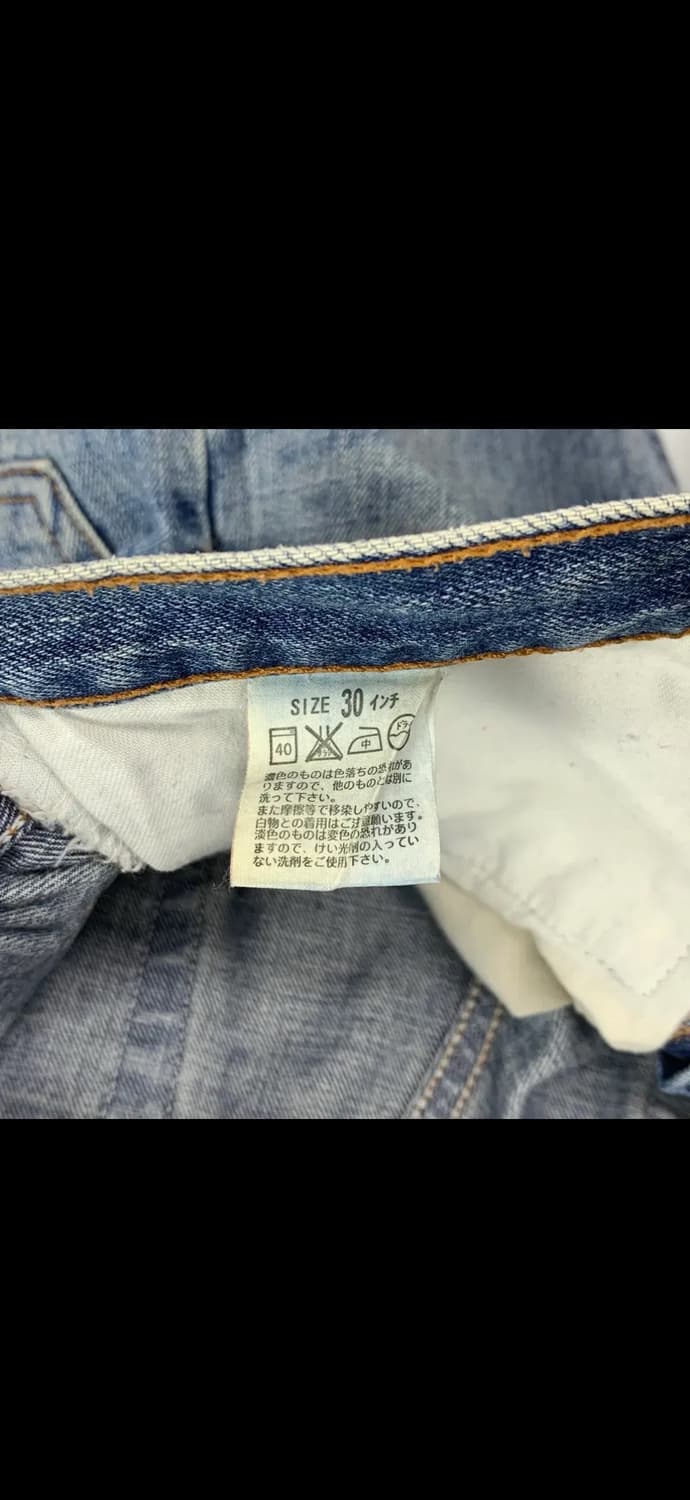 SIZE 30 インチ
40 中 ドライ
濃色のものは色落ちの恐れがあ
りますので、他のものとは別に
洗って下さい。
また摩擦等で移染しやすいので、
白物との着用はご注意願います。
淡色のものは変色の恐れがあり
ますので、けい光剤の入ってい
ない洗剤をご使用下さい。